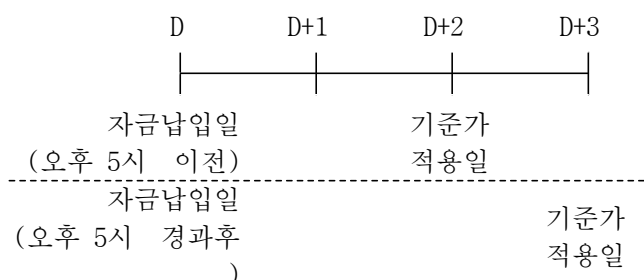 D D+1 D+2 D+3
자금납입일 기준가
(오후 5시 이전) 적용일
자금납입일
기준가
(오후 5시 경과후
적용일
)